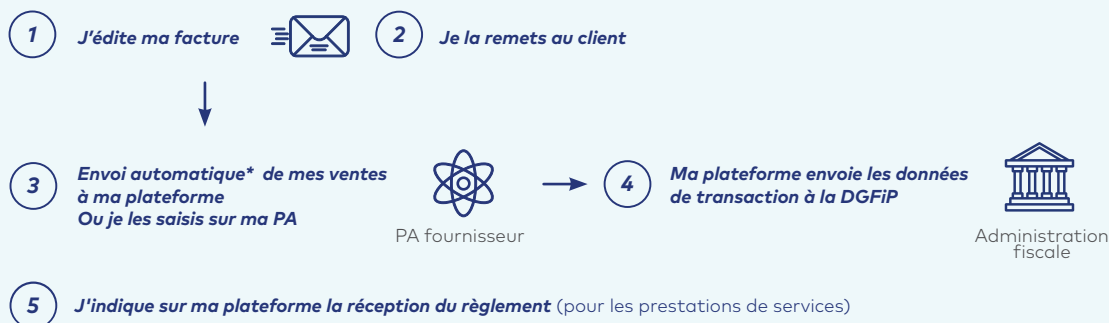 1 J'édite ma facture 2 Je la remets au client
3 Envoi automatique* de mes ventes
à ma plateforme
Ou je les saisis sur ma PA
PA fournisseur
4 Ma plateforme envoie les données
de transaction à la DGFiP
Administration
fiscale
5 J'indique sur ma plateforme la réception du règlement (pour les prestations de services)